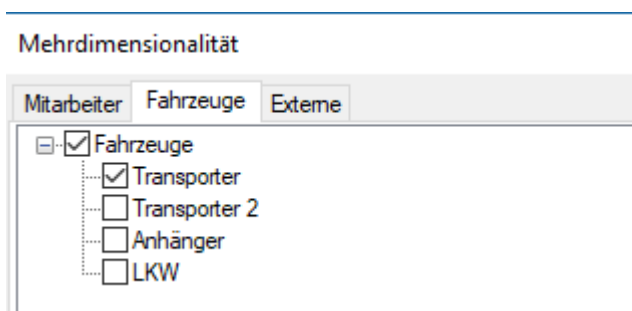 Mehrdimensionalität
Mitarbeiter Fahrzeuge Externe
Fahrzeuge
Transporter
Transporter 2
Anhänger
LKW